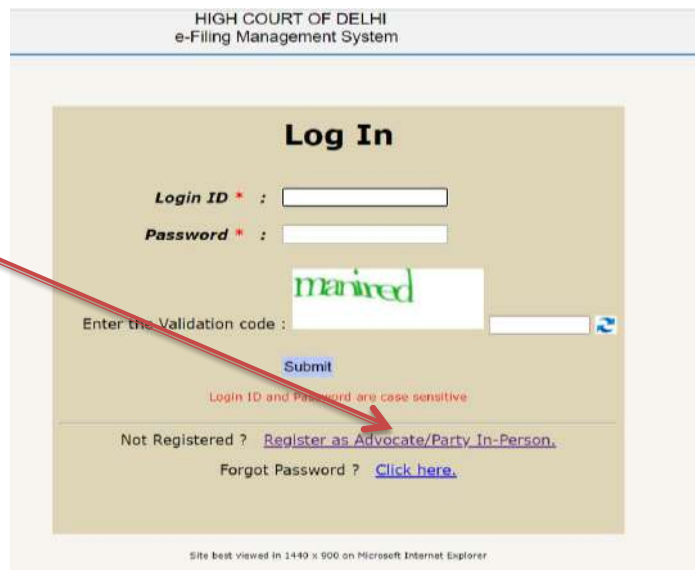 HIGH COURT OF DELHI
e-Filing Management System
Log In
Login ID * :
Password * :
manired
Enter the Validation code :
Submit
Login ID and Password are case sensitive
Not Registered ? Register as Advocate/Party In-Person.
Forgot Password ? Click here.
Site best viewed in 1440 x 900 on Microsoft Internet Explorer